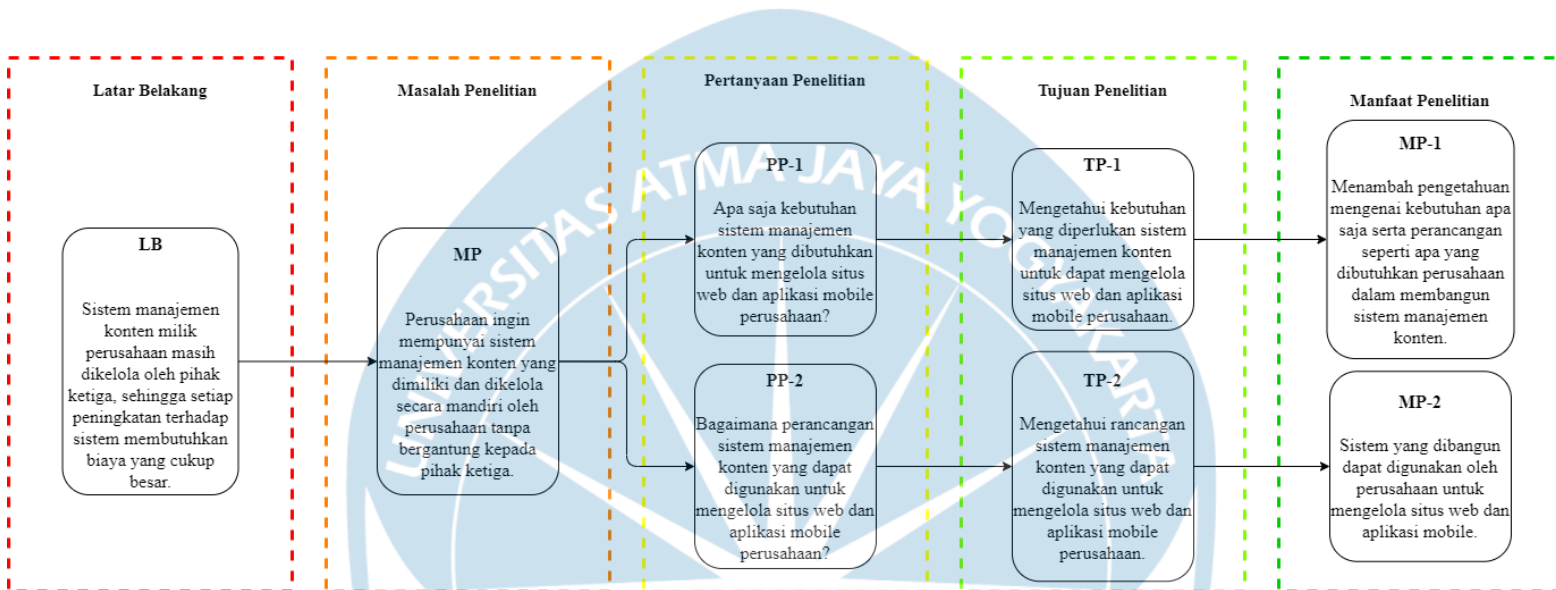 Latar Belakang
LB
Sistem manajemen
konten milik
perusahaan masih
dikelola oleh pihak
ketiga, sehingga setiap
peningkatan terhadap
sistem membutuhkan
biaya yang cukup
besar.
Masalah Penelitian
MP
Perusahaan ingin
mempunyai sistem
manajemen konten yang
dimiliki dan dikelola
secara mandiri oleh
perusahaan tanpa
bergantung kepada
pihak ketiga.
Pertanyaan Penelitian
PP-1
Apa saja kebutuhan
sistem manajemen
konten yang dibutuhkan
untuk mengelola situs
web dan aplikasi mobile
perusahaan?
PP-2
Bagaimana perancangan
sistem manajemen
konten yang dapat
digunakan untuk
mengelola situs web dan
aplikasi mobile
perusahaan?
Tujuan Penelitian
TP-1
Mengetahui kebutuhan
yang diperlukan sistem
manajemen konten
untuk dapat mengelola
situs web dan aplikasi
mobile perusahaan.
TP-2
Mengetahui rancangan
sistem manajemen
konten yang dapat
digunakan untuk
mengelola situs web dan
aplikasi mobile
perusahaan.
Manfaat Penelitian
MP-1
Menambah pengetahuan
mengenai kebutuhan apa
saja serta perancangan
seperti apa yang
dibutuhkan perusahaan
dalam membangun
sistem manajemen
konten.
MP-2
Sistem yang dibangun
dapat digunakan oleh
perusahaan untuk
mengelola situs web dan
aplikasi mobile.
UNIVERSITAS ATMA JAYA YOGYAKARTA